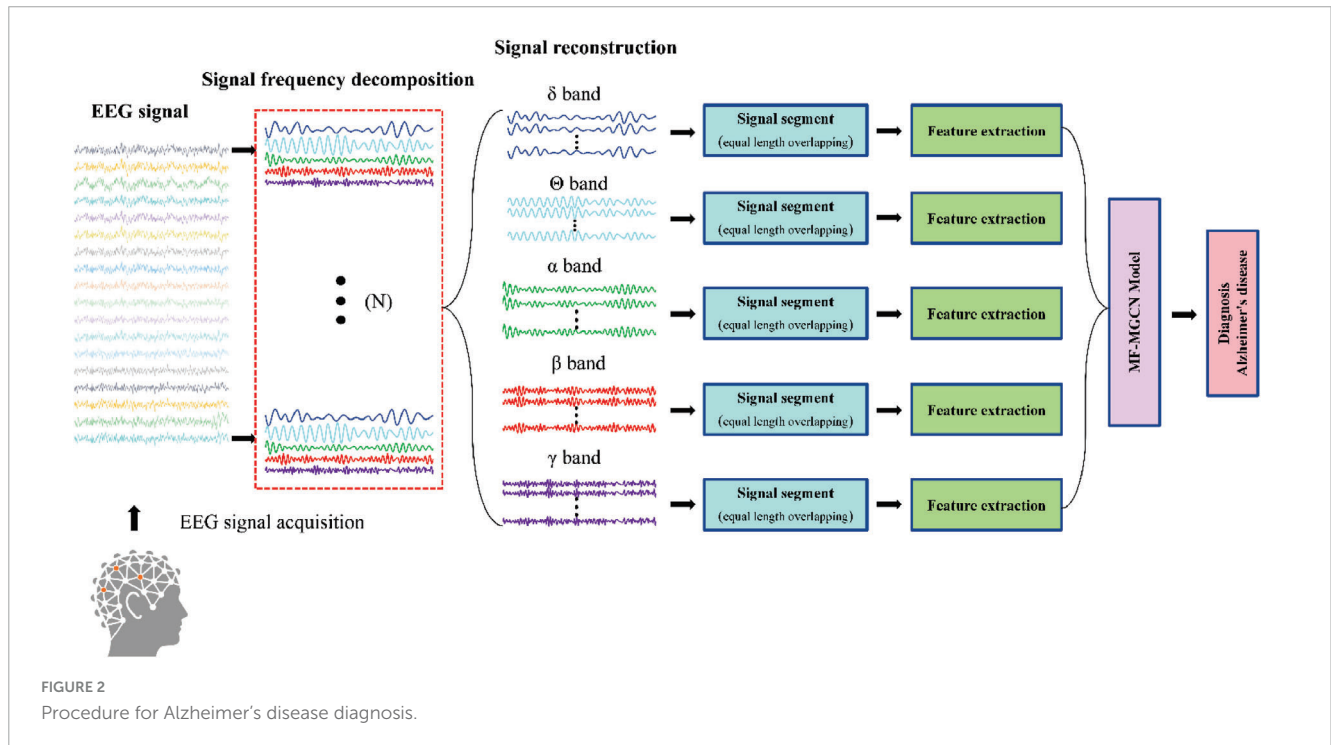 Signal reconstruction
Signal frequency decomposition
EEG signal
(N)
δ band
Signal segment
(equal length overlapping)
Feature extraction
Θ band
Signal segment
(equal length overlapping)
Feature extraction
α band
Signal segment
(equal length overlapping)
Feature extraction
β band
Signal segment
(equal length overlapping)
Feature extraction
γ band
Signal segment
(equal length overlapping)
Feature extraction
MF-MGCN Model
Diagnosis
Alzheimer's disease
EEG signal acquisition
FIGURE 2
Procedure for Alzheimer’s disease diagnosis.